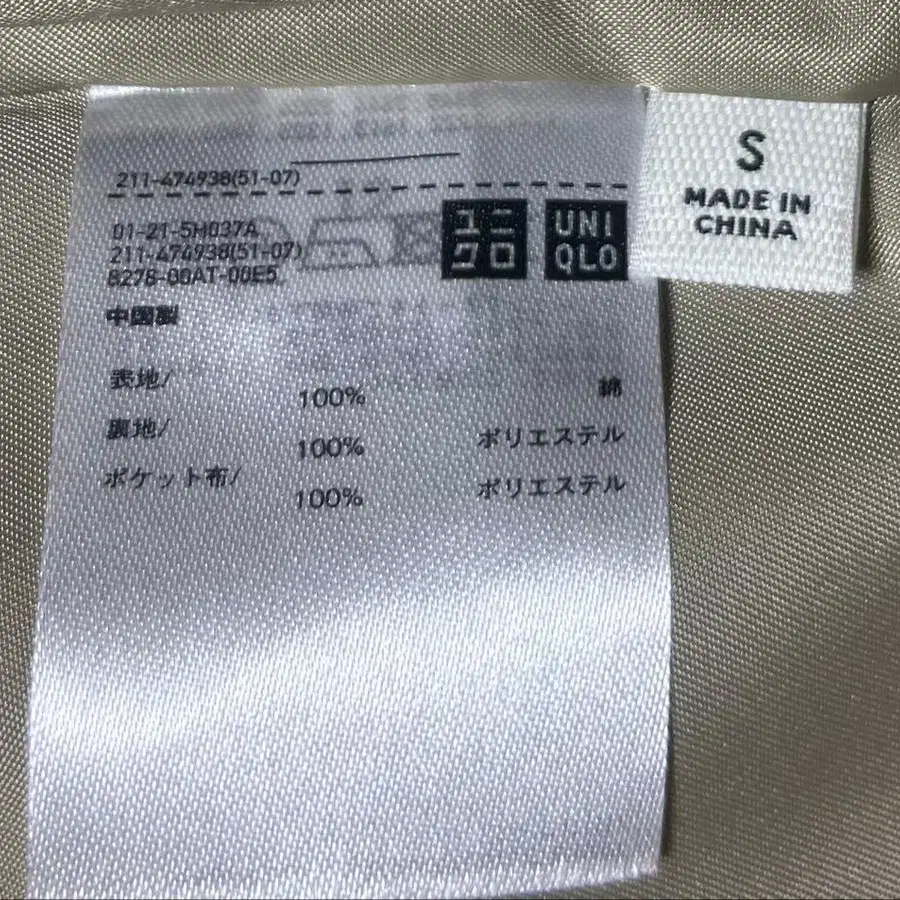 211-474938(51-07)
01-21-5H037A
211-474938(51-07)
8278-00AT-00E5
ユニ
クロ
UNI
QLO
中国製
表地/ 100% 綿
裏地/ 100% ポリエステル
ポケット布/ 100% ポリエステル
S
MADE IN
CHINA